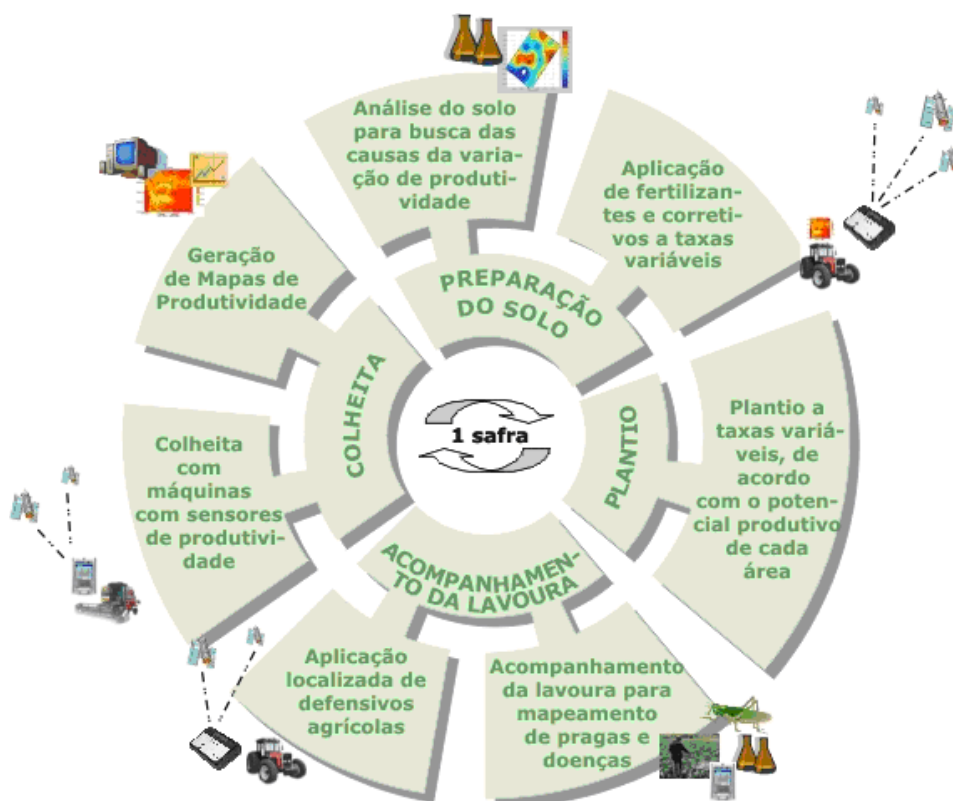 Análise do solo
para busca das
causas da varia-
ção de produti-
vidade
Aplicação
de fertilizan-
tes e correti-
vos a taxas
variáveis
PREPARAÇÃO
DO SOLO
Geração
de Mapas de
Produtividade
COLHEITA
1 safra
PLANTIO
Plantio a
taxas variá-
veis, de
acordo
com o poten-
cial produtivo
de cada
área
Colheita
com
máquinas
com sensores
de produtivi-
dade
ACOMPANHAMEN-
TO DA LAVOURA
Aplicação
localizada de
defensivos
agrícolas
Acompanhamento
da lavoura para
mapeamento
de pragas e
doenças